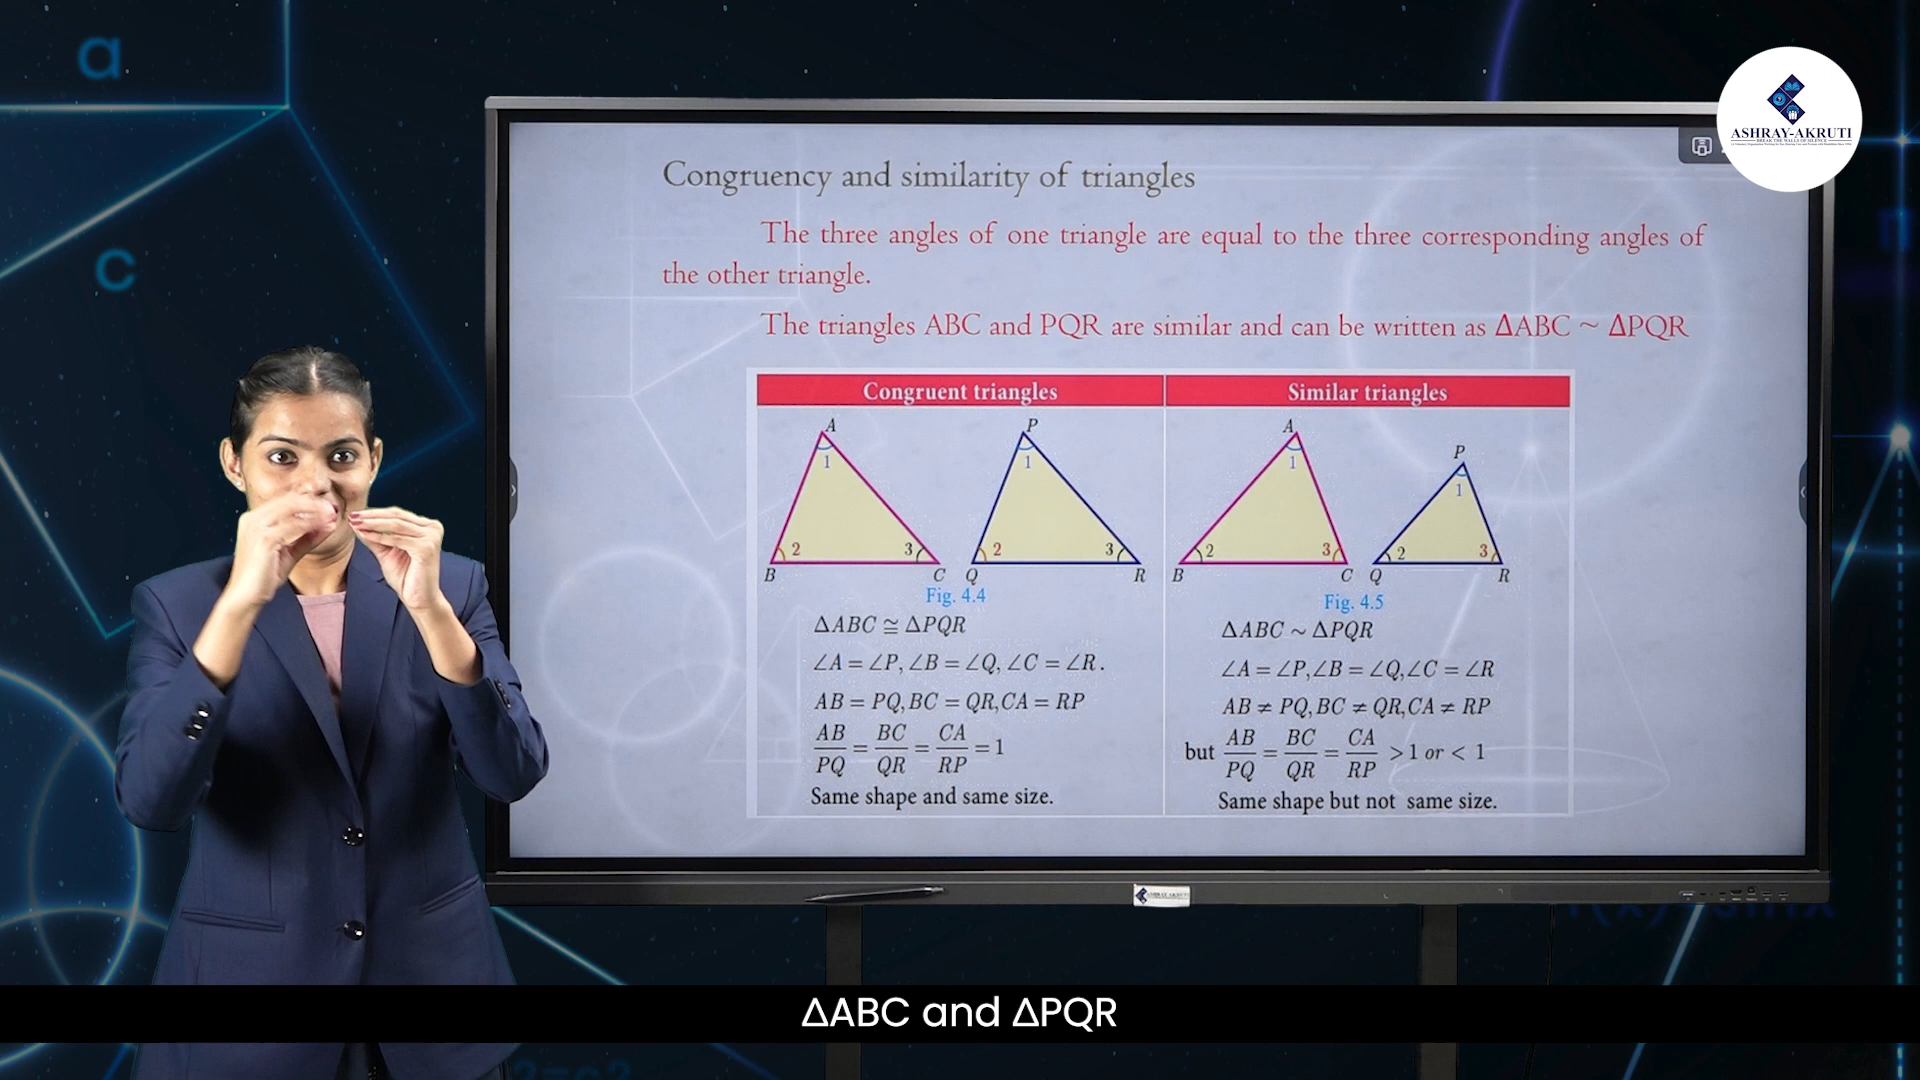 a
c
ASHRAY-AKRUTI
Congruency and similarity of triangles
The three angles of one triangle are equal to the three corresponding angles of
the other triangle.
The triangles ABC and PQR are similar and can be written as ΔABC ~ ΔPQR
Congruent triangles
Similar triangles
A
1
2
3
B
C
P
1
2
3
Q
R
Fig. 4.4
ΔABC ≅ ΔPQR
∠A = ∠P, ∠B = ∠Q, ∠C = ∠R.
AB = PQ, BC = QR, CA = RP
AB/PQ = BC/QR = CA/RP = 1
Same shape and same size.
A
1
2
3
B
C
P
1
2
3
Q
R
Fig. 4.5
ΔABC ~ ΔPQR
∠A = ∠P, ∠B = ∠Q, ∠C = ∠R
AB ≠ PQ, BC ≠ QR, CA ≠ RP
but AB/PQ = BC/QR = CA/RP > 1 or < 1
Same shape but not same size.
ΔABC and ΔPQR